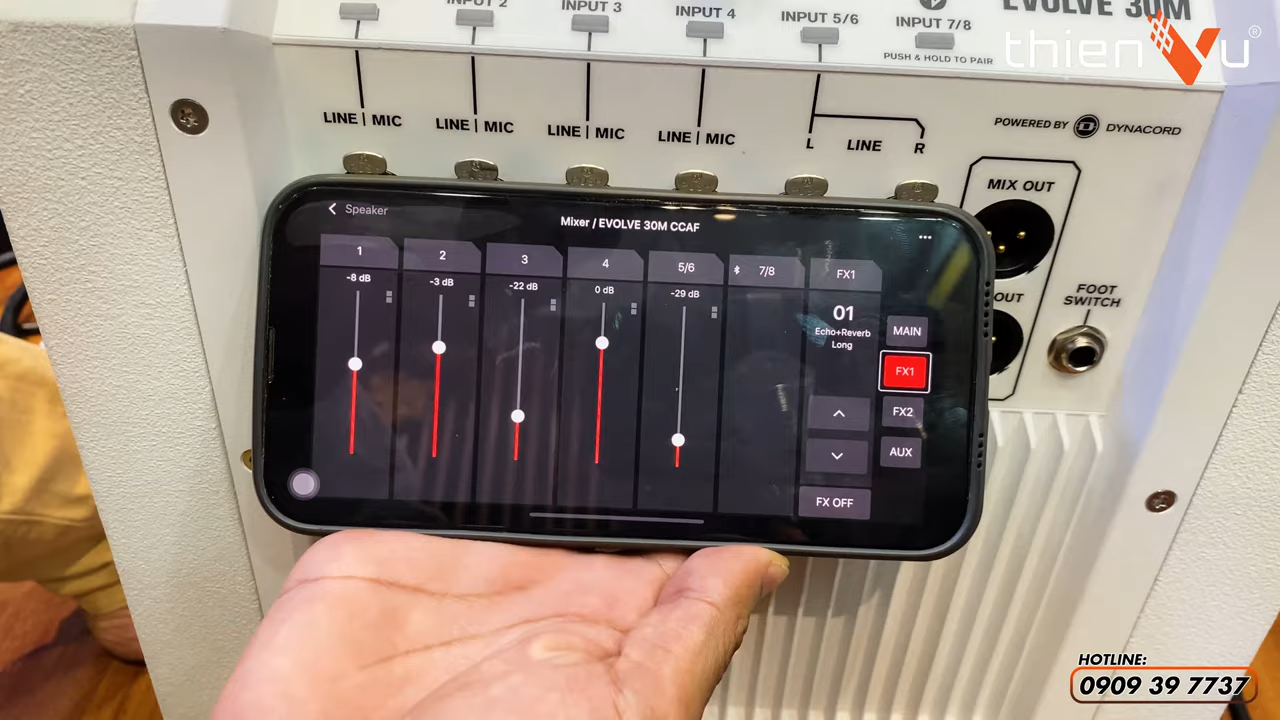 INPUT 2
INPUT 3
INPUT 4
INPUT 5/6
INPUT 7/8
PUSH & HOLD TO PAIR
EVOLVE 30M
thien Vu®
LINE | MIC
LINE | MIC
LINE | MIC
LINE | MIC
L LINE R
POWERED BY DYNACORD
MIX OUT
OUT
FOOT
SWITCH
Speaker
Mixer / EVOLVE 30M CCAF
...
1
2
3
4
5/6
7/8
FX1
-8 dB
-3 dB
-22 dB
0 dB
-29 dB
01
Echo+Reverb
Long
MAIN
FX1
FX2
AUX
FX OFF
HOTLINE:
0909 39 7737